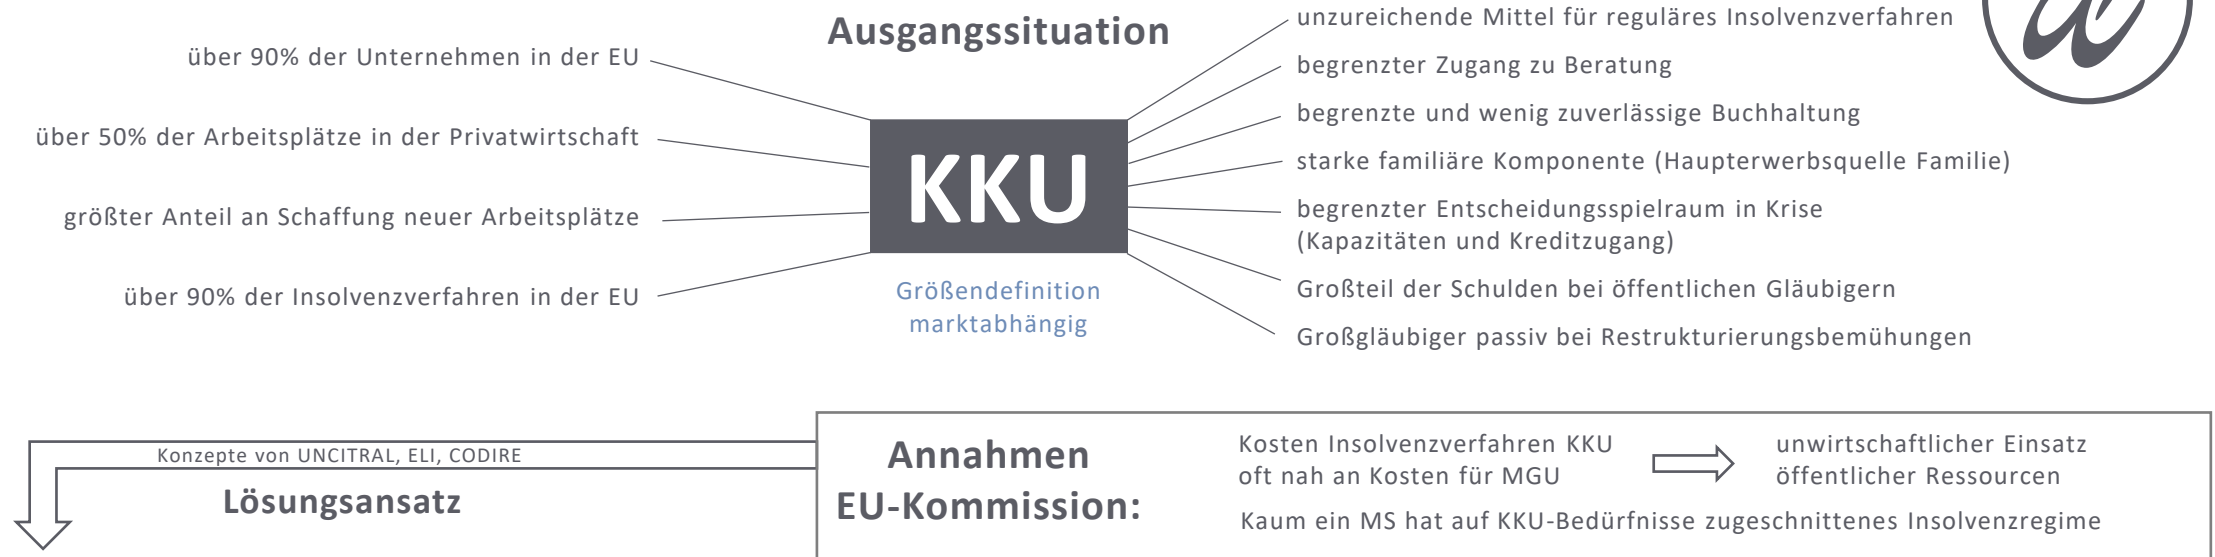 Ausgangssituation
über 90% der Unternehmen in der EU
über 50% der Arbeitsplätze in der Privatwirtschaft
größter Anteil an Schaffung neuer Arbeitsplätze
über 90% der Insolvenzverfahren in der EU
KKU
Größendefinition
marktabhängig
unzureichende Mittel für reguläres Insolvenzverfahren
begrenzter Zugang zu Beratung
begrenzte und wenig zuverlässige Buchhaltung
starke familiäre Komponente (Haupterwerbsquelle Familie)
begrenzter Entscheidungsspielraum in Krise
(Kapazitäten und Kreditzugang)
Großteil der Schulden bei öffentlichen Gläubigern
Großgläubiger passiv bei Restrukturierungsbemühungen
Konzepte von UNCITRAL, ELI, CODIRE
Lösungsansatz
Annahmen
EU-Kommission:
Kosten Insolvenzverfahren KKU
oft nah an Kosten für MGU
unwirtschaftlicher Einsatz
öffentlicher Ressourcen
Kaum ein MS hat auf KKU-Bedürfnisse zugeschnittenes Insolvenzregime